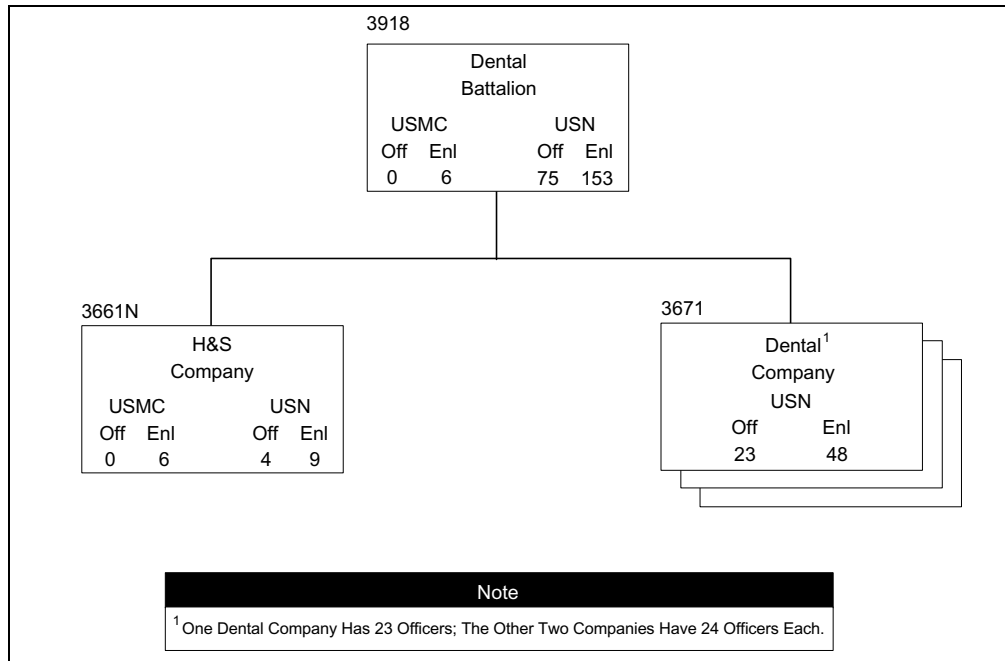 3918
Dental
Battalion
USMC USN
Off Enl Off Enl
0 6 75 153
3661N
H&S
Company
USMC USN
Off Enl Off Enl
0 6 4 9
3671
Dental¹
Company
USN
Off Enl
23 48
Note
¹ One Dental Company Has 23 Officers; The Other Two Companies Have 24 Officers Each.